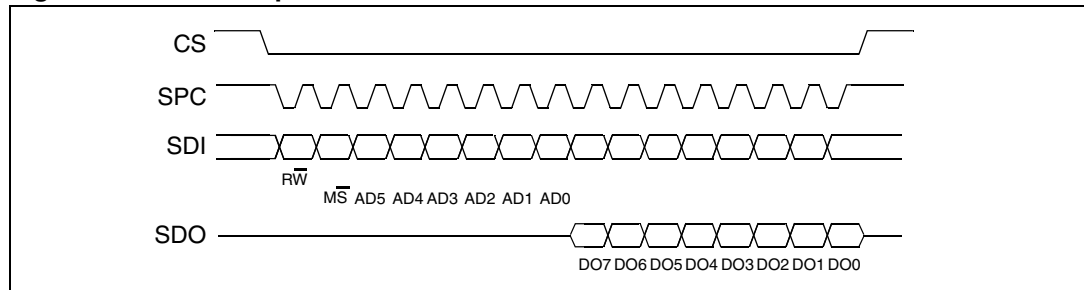 CS
SPC
SDI
RW̅
MS̅ AD5 AD4 AD3 AD2 AD1 AD0
SDO
DO7 DO6 DO5 DO4 DO3 DO2 DO1 DO0